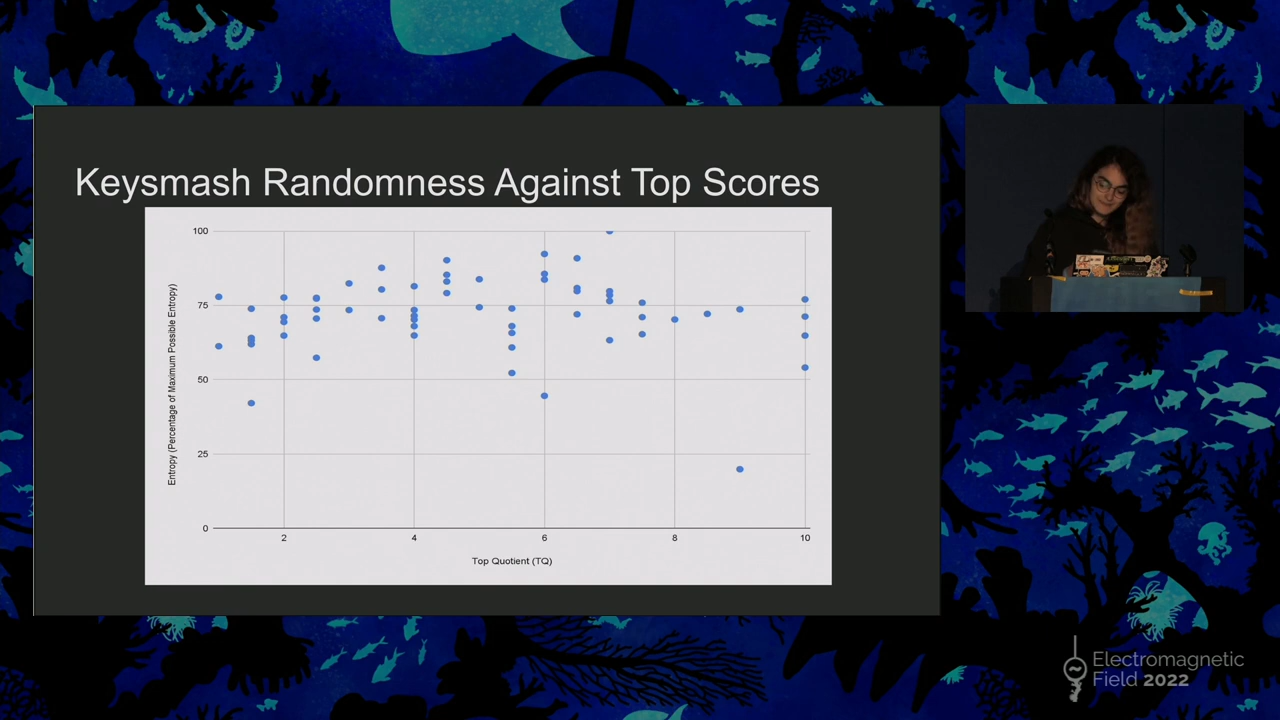 Keysmash Randomness Against Top Scores
Entropy (Percentage of Maximum Possible Entropy)
100
75
50
25
0
2
4
6
8
10
Top Quotient (TQ)
Electromagnetic
Field 2022